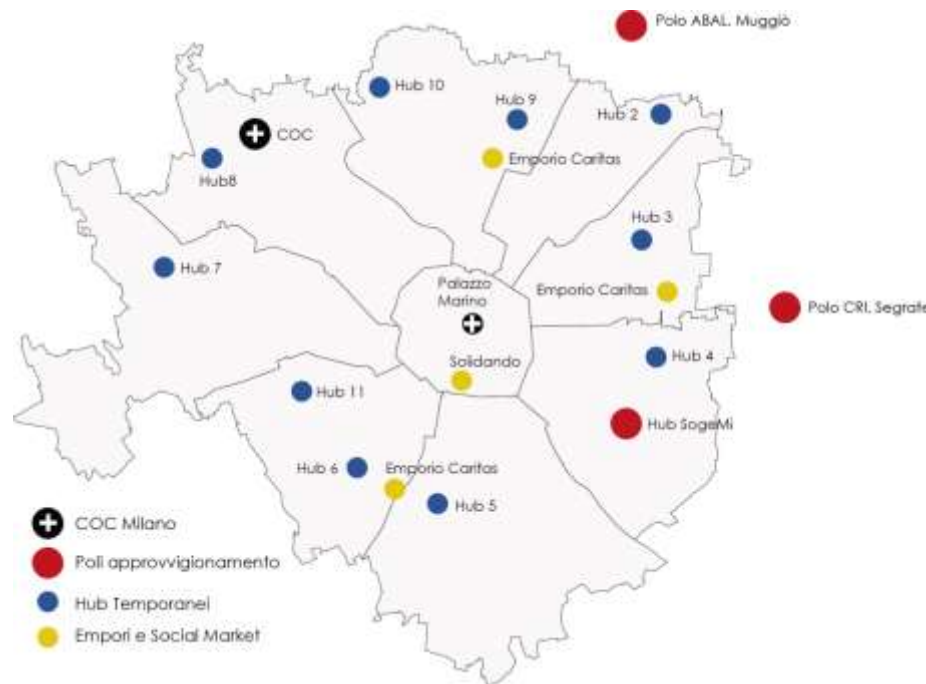 Polo ABAL, Muggiò
Hub 10
Hub 9
Hub 2
COC
Emporio Caritas
Hub8
Hub 3
Hub 7
Palazzo
Marino
Emporio Caritas
Polo CRI, Segrate
Solidando
Hub 4
Hub 11
Hub SogeMi
Hub 6
Emporio Caritas
Hub 5
COC Milano
Poli approvvigionamento
Hub Temporanei
Empori e Social Market